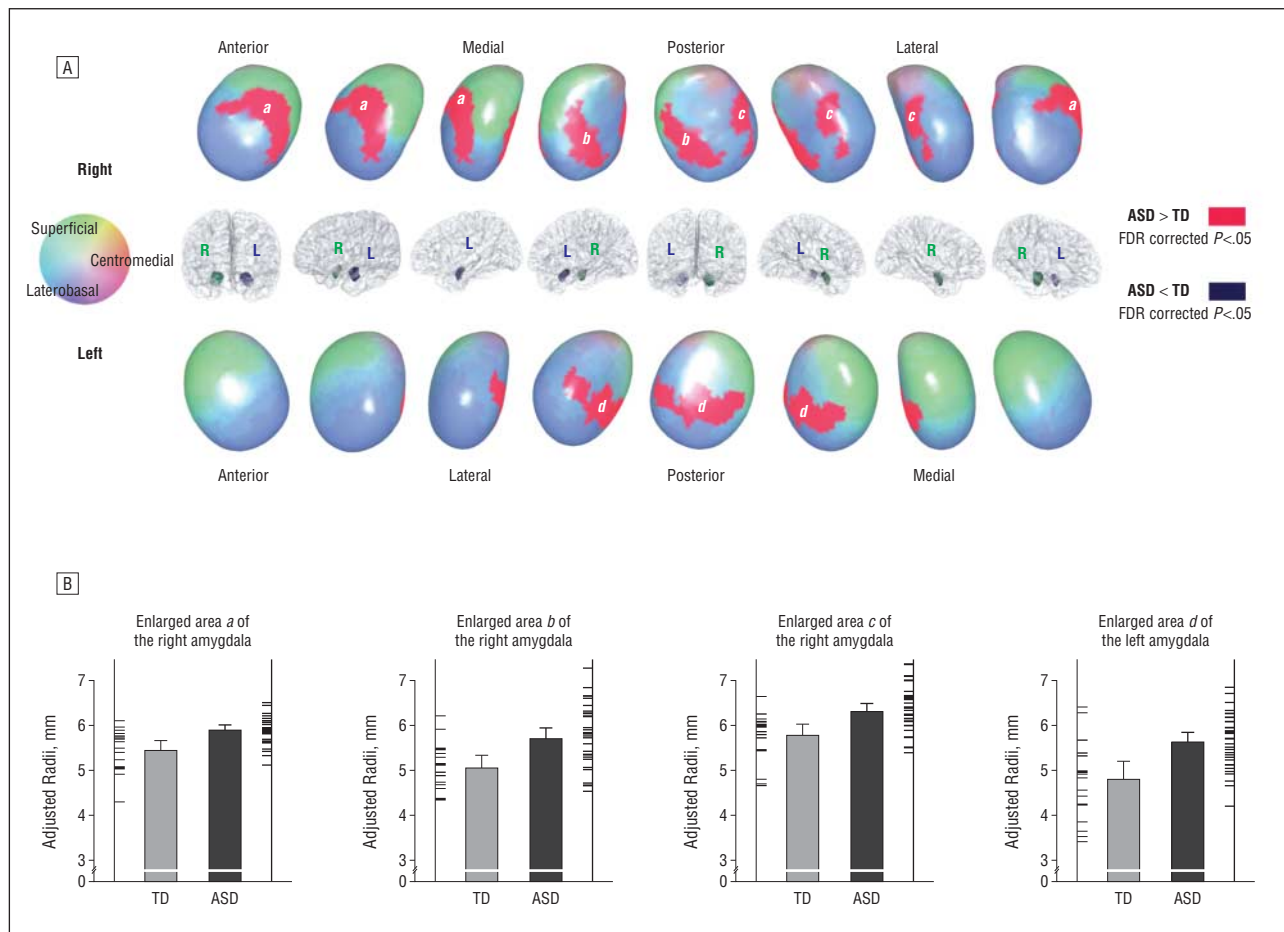 A
Anterior
Medial
Posterior
Lateral
a
a
a
b
b
c
c
c
a
Right
Superficial
Centromedial
Laterobasal
R
L
R
L
L
L
R
L
R
L
R
R
R
L
ASD > TD
FDR corrected P<.05
ASD < TD
FDR corrected P<.05
Left
d
d
d
Anterior
Lateral
Posterior
Medial
B
Enlarged area a of
the right amygdala
Adjusted Radii, mm
7
6
5
4
3
0
TD
ASD
Enlarged area b of
the right amygdala
Adjusted Radii, mm
7
6
5
4
3
0
TD
ASD
Enlarged area c of
the right amygdala
Adjusted Radii, mm
7
6
5
4
3
0
TD
ASD
Enlarged area d of
the left amygdala
Adjusted Radii, mm
7
6
5
4
3
0
TD
ASD